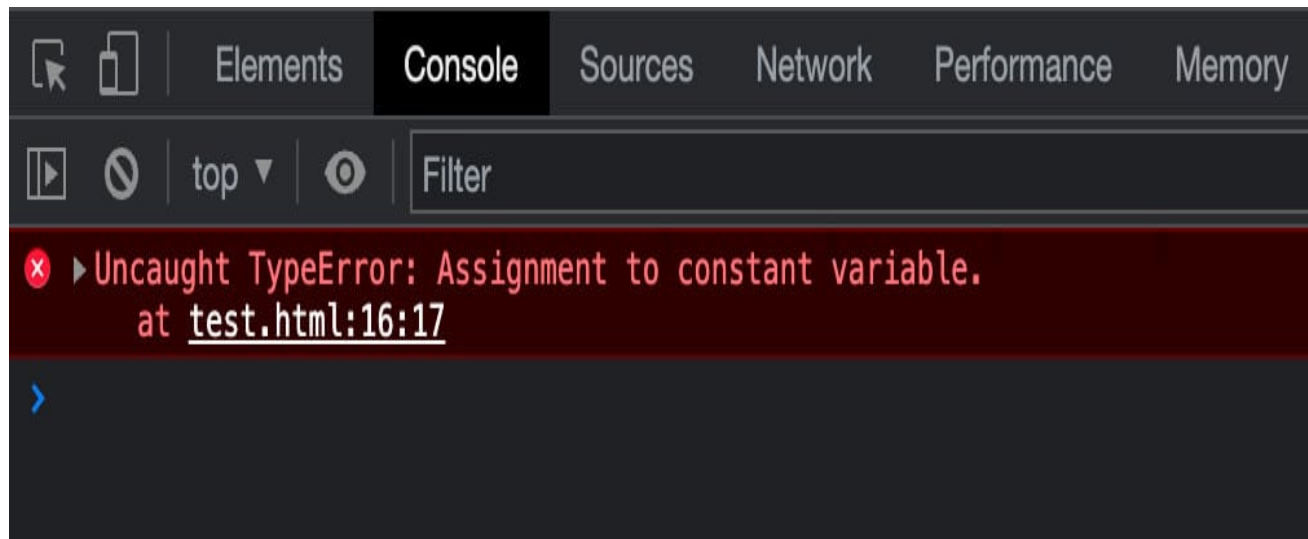 Elements Console Sources Network Performance Memory
top ▼ Filter
Uncaught TypeError: Assignment to constant variable.
at test.html:16:17